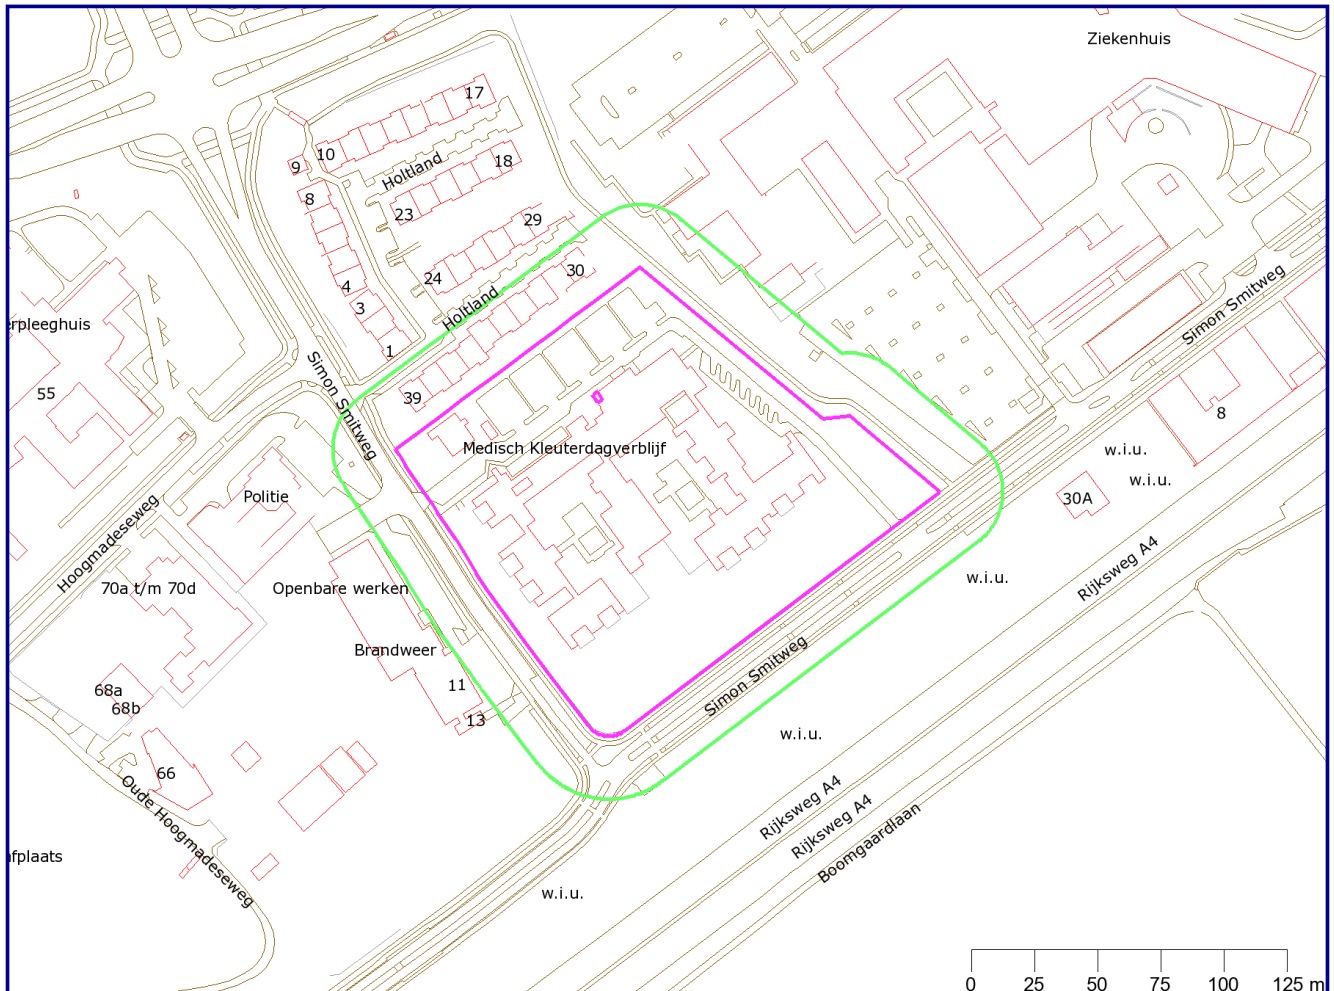 Ziekenhuis
17
10
9
Holtland
18
8
23
29
24
30
4
3
Holtland
Simon Smitweg
erpleeghuis
1
Simon Smitweg
55
39
8
Medisch Kleuterdagverblijf
w.i.u.
w.i.u.
Politie
30A
Hoogmadeseweg
Rijksweg A4
w.i.u.
70a t/m 70d
Openbare werken
Brandweer
Simon Smitweg
68a
11
68b
13
w.i.u.
66
Oude Hoogmadeseweg
Rijksweg A4
Rijksweg A4
Boomgaardlaan
afplaats
w.i.u.
0 25 50 75 100 125 m